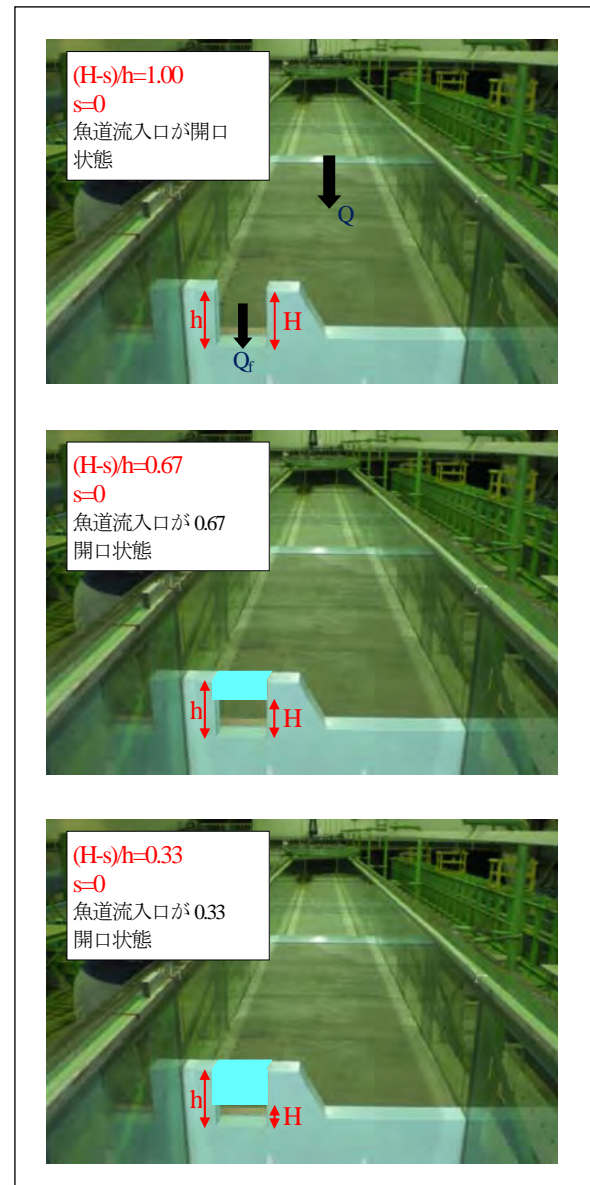 (H-s)/h=1.00
s=0
魚道流入口が開口
状態
Q
h
H
Qf
(H-s)/h=0.67
s=0
魚道流入口が 0.67
開口状態
h
H
(H-s)/h=0.33
s=0
魚道流入口が 0.33
開口状態
h
H